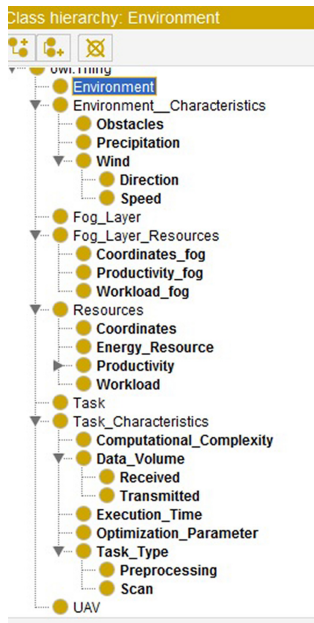 Class hierarchy: Environment
owl:Thing
Environment
Environment__Characteristics
Obstacles
Precipitation
Wind
Direction
Speed
Fog_Layer
Fog_Layer_Resources
Coordinates_fog
Productivity_fog
Workload_fog
Resources
Coordinates
Energy_Resource
Productivity
Workload
Task
Task_Characteristics
Computational_Complexity
Data_Volume
Received
Transmitted
Execution_Time
Optimization_Parameter
Task_Type
Preprocessing
Scan
UAV